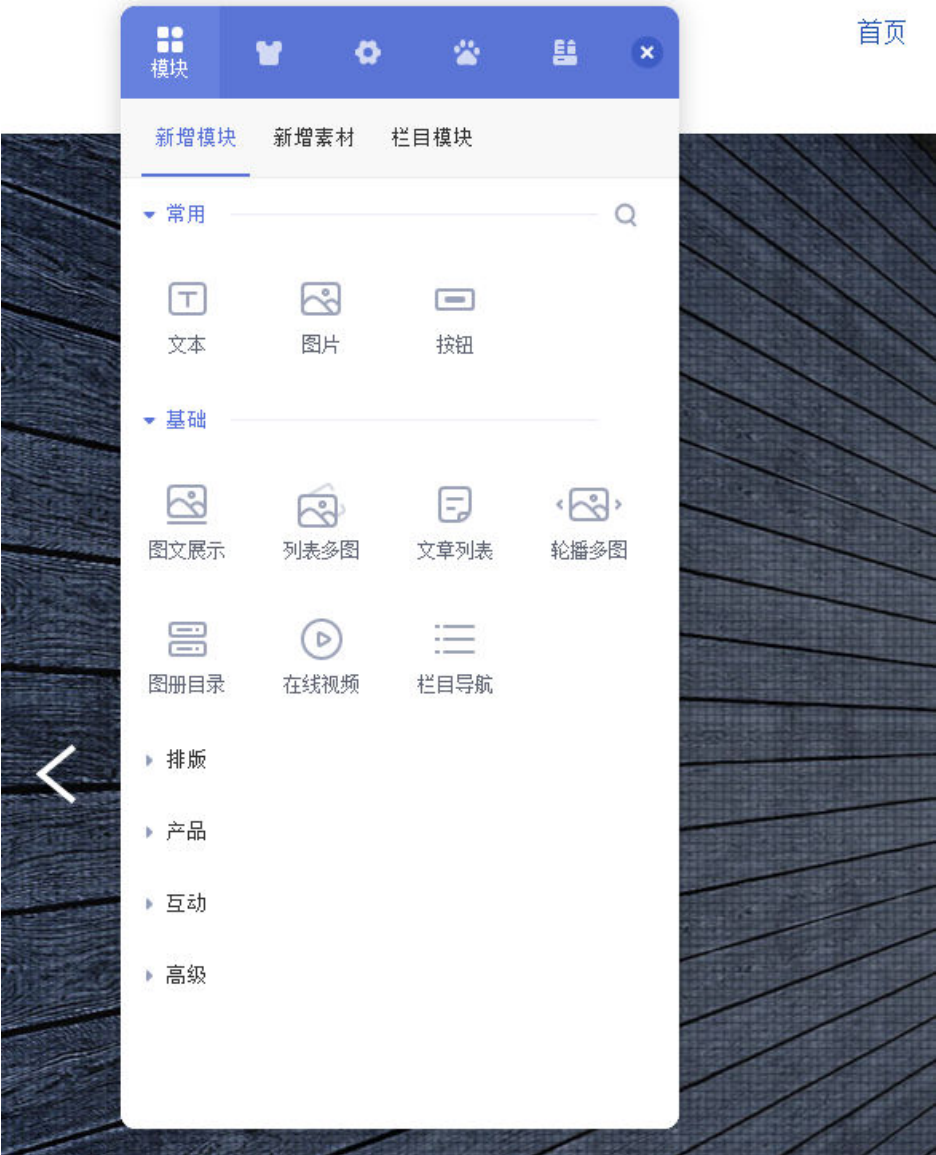 首页
模块
新增模块 新增素材 栏目模块
常用
文本 图片 按钮
基础
图文展示 列表多图 文章列表 轮播多图
图册目录 在线视频 栏目导航
排版
产品
互动
高级